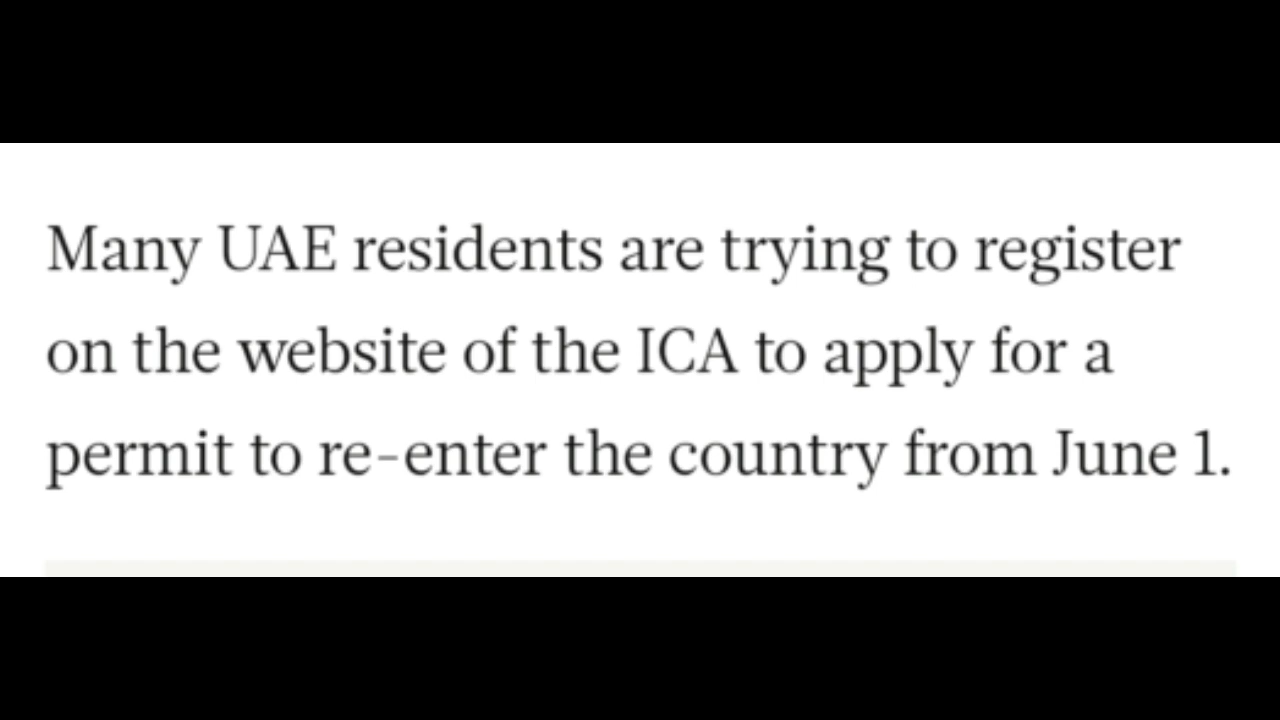 Many UAE residents are trying to register
on the website of the ICA to apply for a
permit to re-enter the country from June 1.